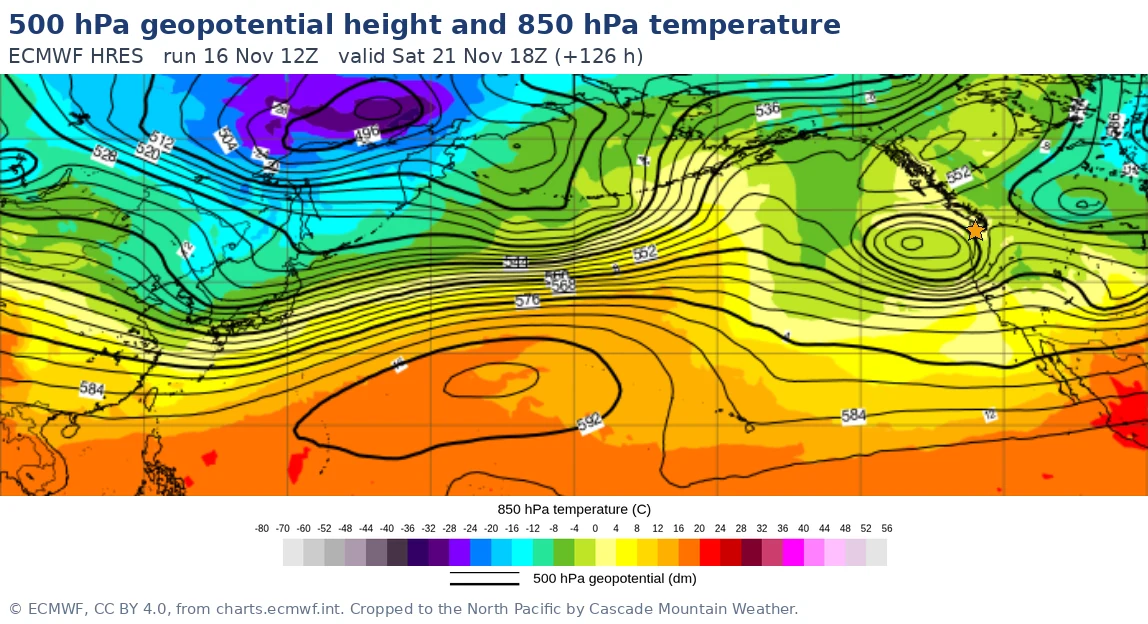 500 hPa geopotential height and 850 hPa temperature
ECMWF HRES run 16 Nov 12Z valid Sat 21 Nov 18Z (+126 h)
536
496
512
504
528
520
552
552
568
576
584
592
584
12
850 hPa temperature (C)
-80 -70 -60 -52 -48 -44 -40 -36 -32 -28 -24 -20 -16 -12 -8 -4 0 4 8 12 16 20 24 28 32 36 40 44 48 52 56
500 hPa geopotential (dm)
© ECMWF, CC BY 4.0, from charts.ecmwf.int. Cropped to the North Pacific by Cascade Mountain Weather.